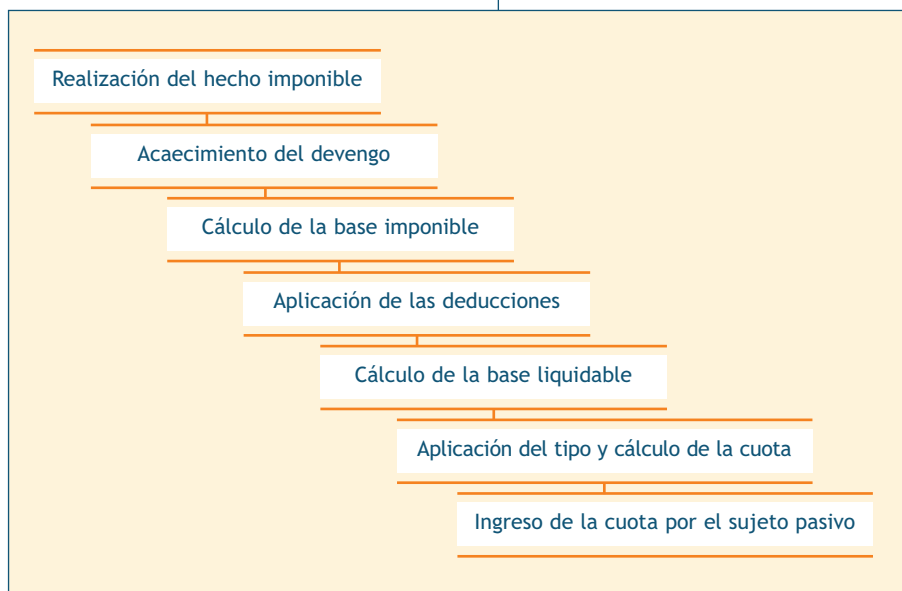 Realización del hecho imponible
Acaecimiento del devengo
Cálculo de la base imponible
Aplicación de las deducciones
Cálculo de la base liquidable
Aplicación del tipo y cálculo de la cuota
Ingreso de la cuota por el sujeto pasivo